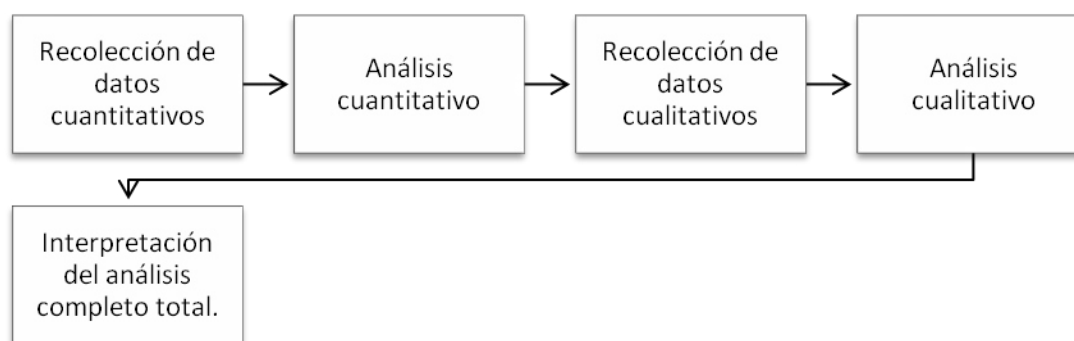 Recolección de
datos
cuantitativos
Análisis
cuantitativo
Recolección de
datos
cualitativos
Análisis
cualitativo
Interpretación
del análisis
completo total.